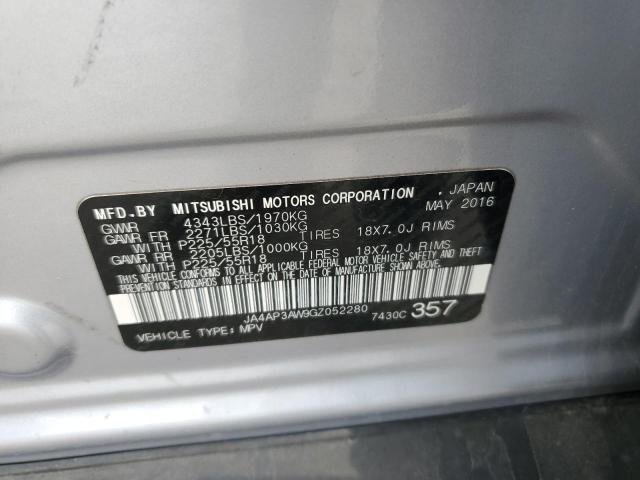 MFD.BY MITSUBISHI MOTORS CORPORATION . JAPAN
GVWR 4343LBS/1970KG MAY 2016
GAWR FR 2271LBS/1030KG
WITH P225/55R18 TIRES 18X7.0J RIMS
GAWR RR 2205LBS/1000KG
WITH P225/55R18 TIRES 18X7.0J RIMS
THIS VEHICLE CONFORMS TO ALL APPLICABLE FEDERAL MOTOR VEHICLE SAFETY AND THEFT
PREVENTION STANDARDS IN EFFECT ON THE DATE OF MANUFACTURE SHOWN ABOVE.
JA4AP3AW9GZ052280
VEHICLE TYPE: MPV 7430C 357